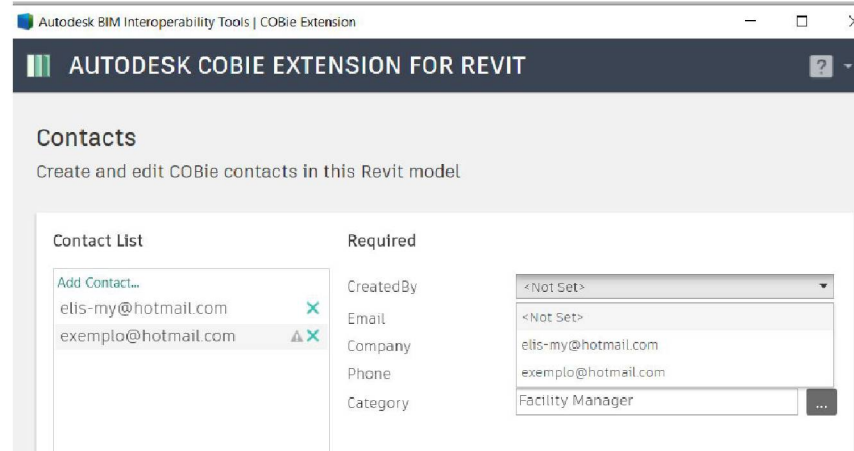 Autodesk BIM Interoperability Tools | COBie Extension
AUTODESK COBIE EXTENSION FOR REVIT
?
Contacts
Create and edit COBie contacts in this Revit model
Contact List
Required
Add Contact...
CreatedBy
<Not Set>
elis-my@hotmail.com
Email
<Not Set>
exemplo@hotmail.com
Company
elis-my@hotmail.com
Phone
exemplo@hotmail.com
Category
Facility Manager
...